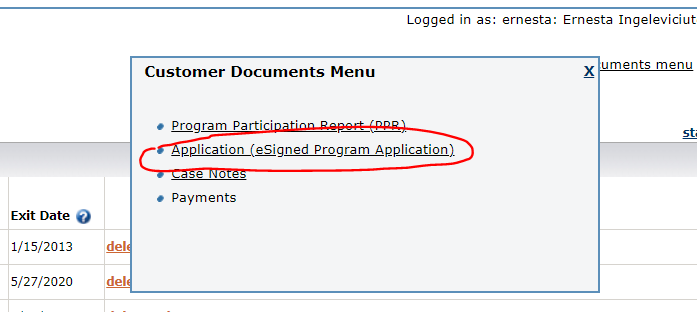 Logged in as: ernesta: Ernesta Ingeleviciut
Customer Documents Menu
X
uments menu
Program Participation Report (PPR)
sta
Application (eSigned Program Application)
Case Notes
Payments
Exit Date ?
1/15/2013
dele
5/27/2020
dele